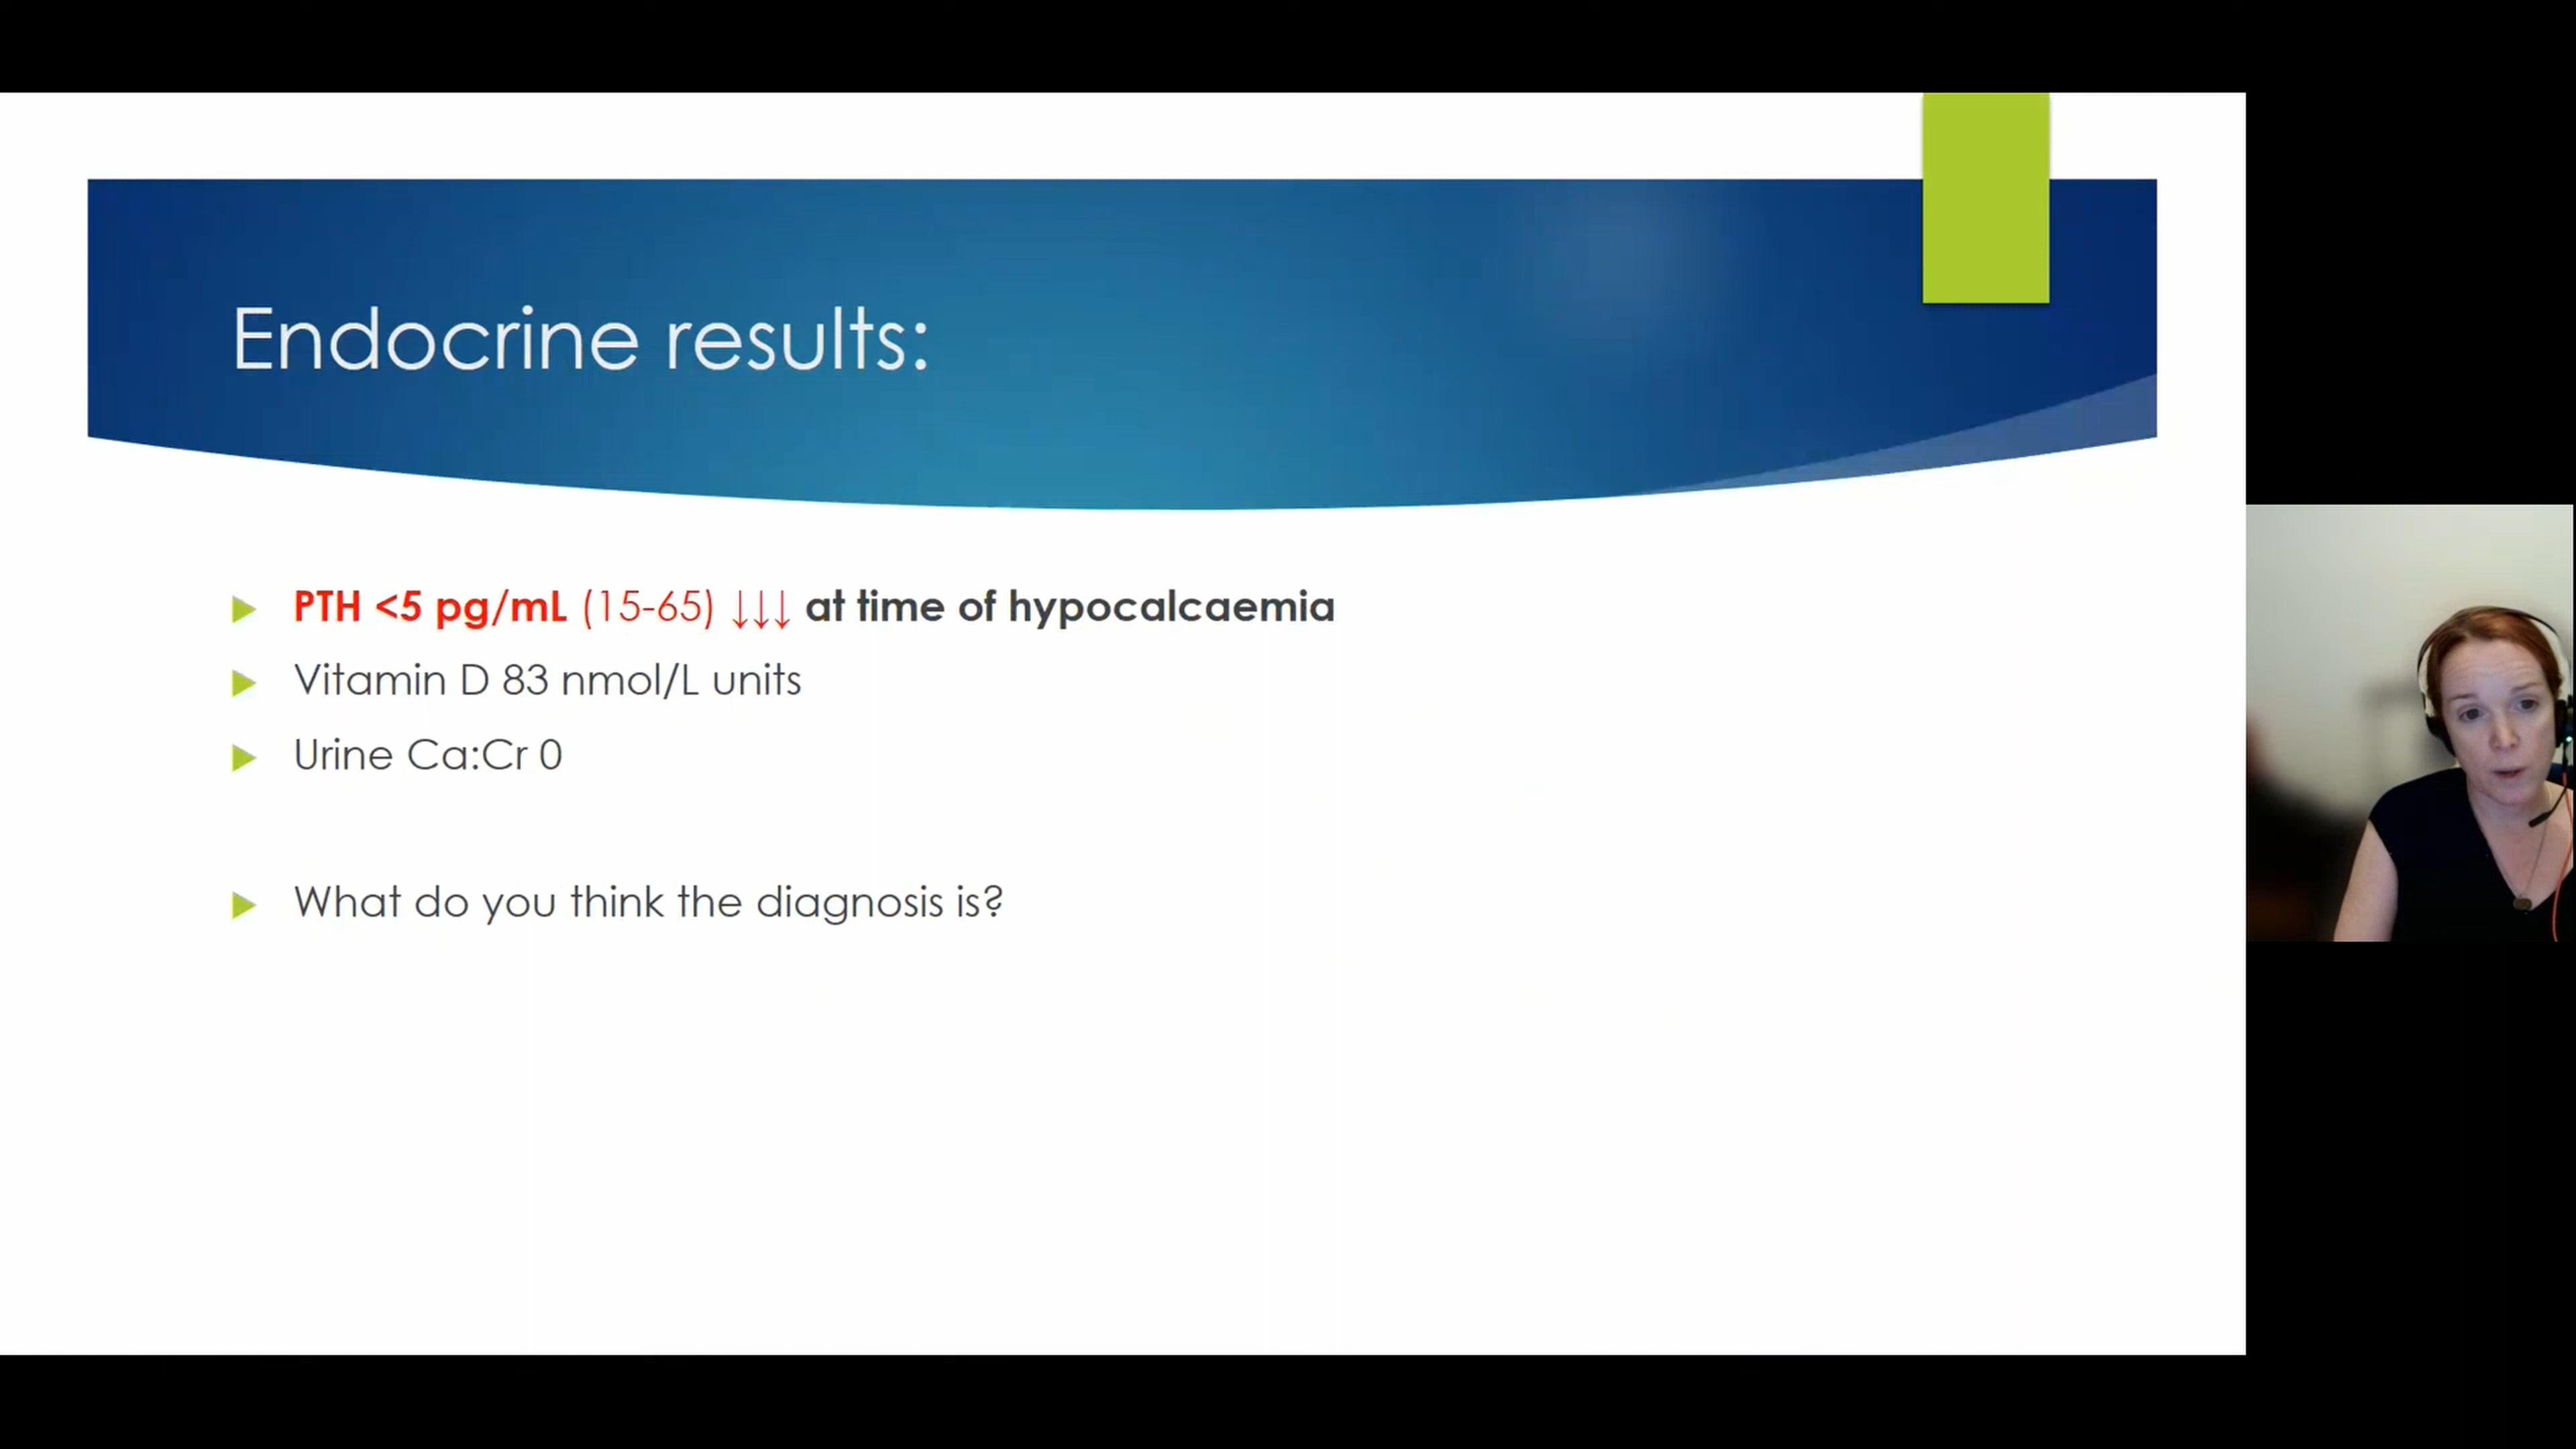 Endocrine results:
PTH <5 pg/mL (15-65) ↓↓↓ at time of hypocalcaemia
Vitamin D 83 nmol/L units
Urine Ca:Cr 0
What do you think the diagnosis is?